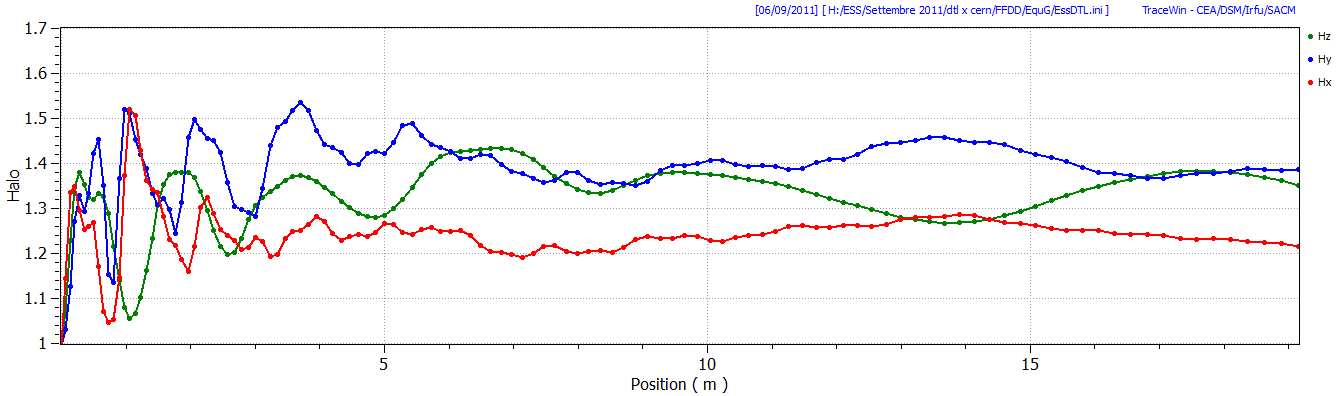 [06/09/2011] [ H:/ESS/Settembre 2011/dtl x cern/FFDD/EquG/EssDTL.ini ] TraceWin - CEA/DSM/Irfu/SACM
1.7
1.6
1.5
1.4
1.3
1.2
1.1
1
Halo
Hz
Hy
Hx
5 10 15
Position ( m )